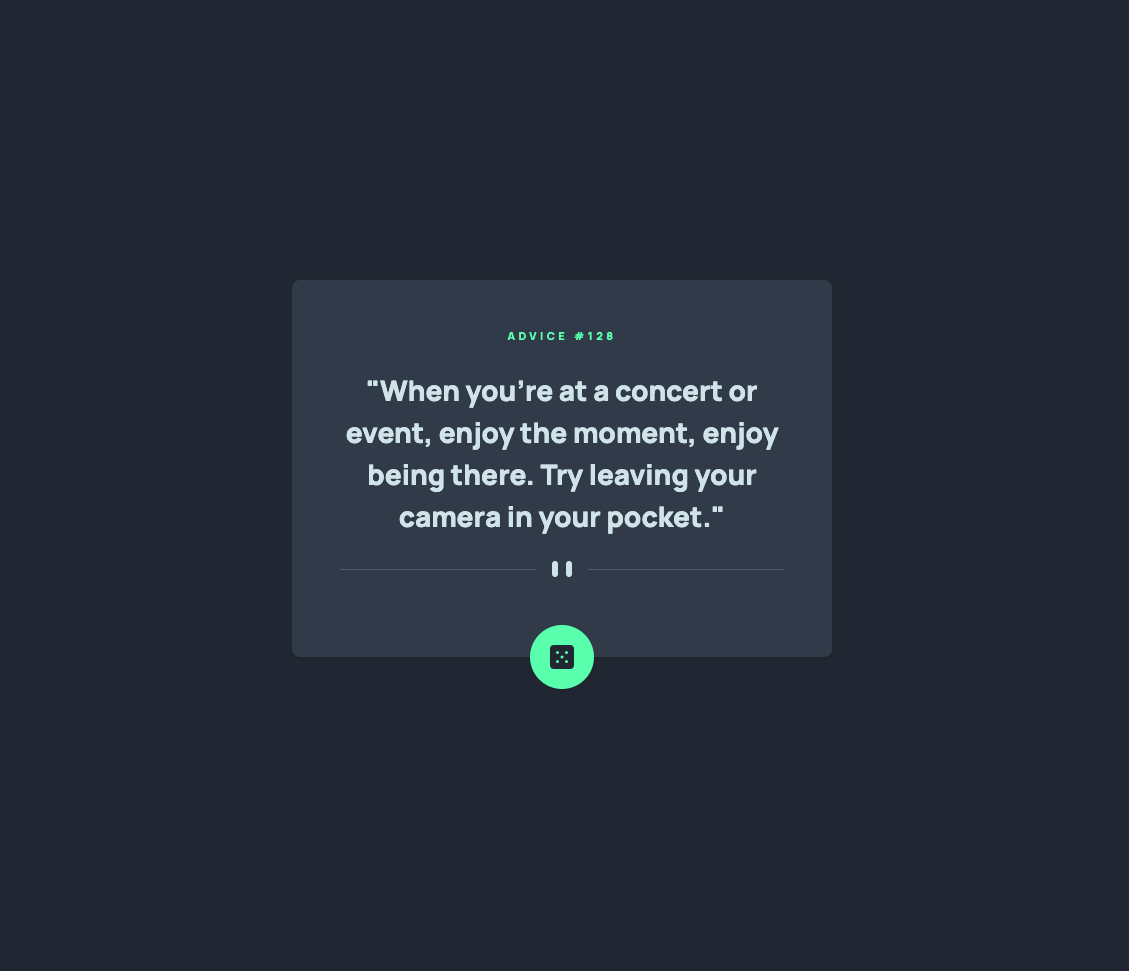 ADVICE #128
"When you’re at a concert or
event, enjoy the moment, enjoy
being there. Try leaving your
camera in your pocket."